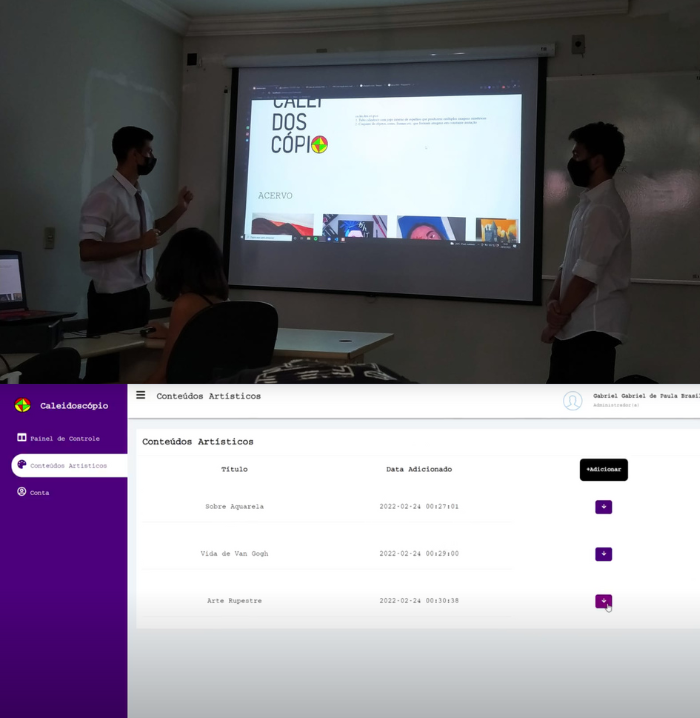 CALEI
DOS
CÓPIO
ACERVO
Caleidoscópio
Conteúdos Artísticos
Gabriel Gabriel de Paula Brasil
Administrador(a)
Painel de Controle
Conteúdos Artísticos
Conta
Conteúdos Artísticos
Título
Data Adicionado
+Adicionar
Sobre Aquarela
2022-02-24 00:27:01
Vida de Van Gogh
2022-02-24 00:29:00
Arte Rupestre
2022-02-24 00:30:38